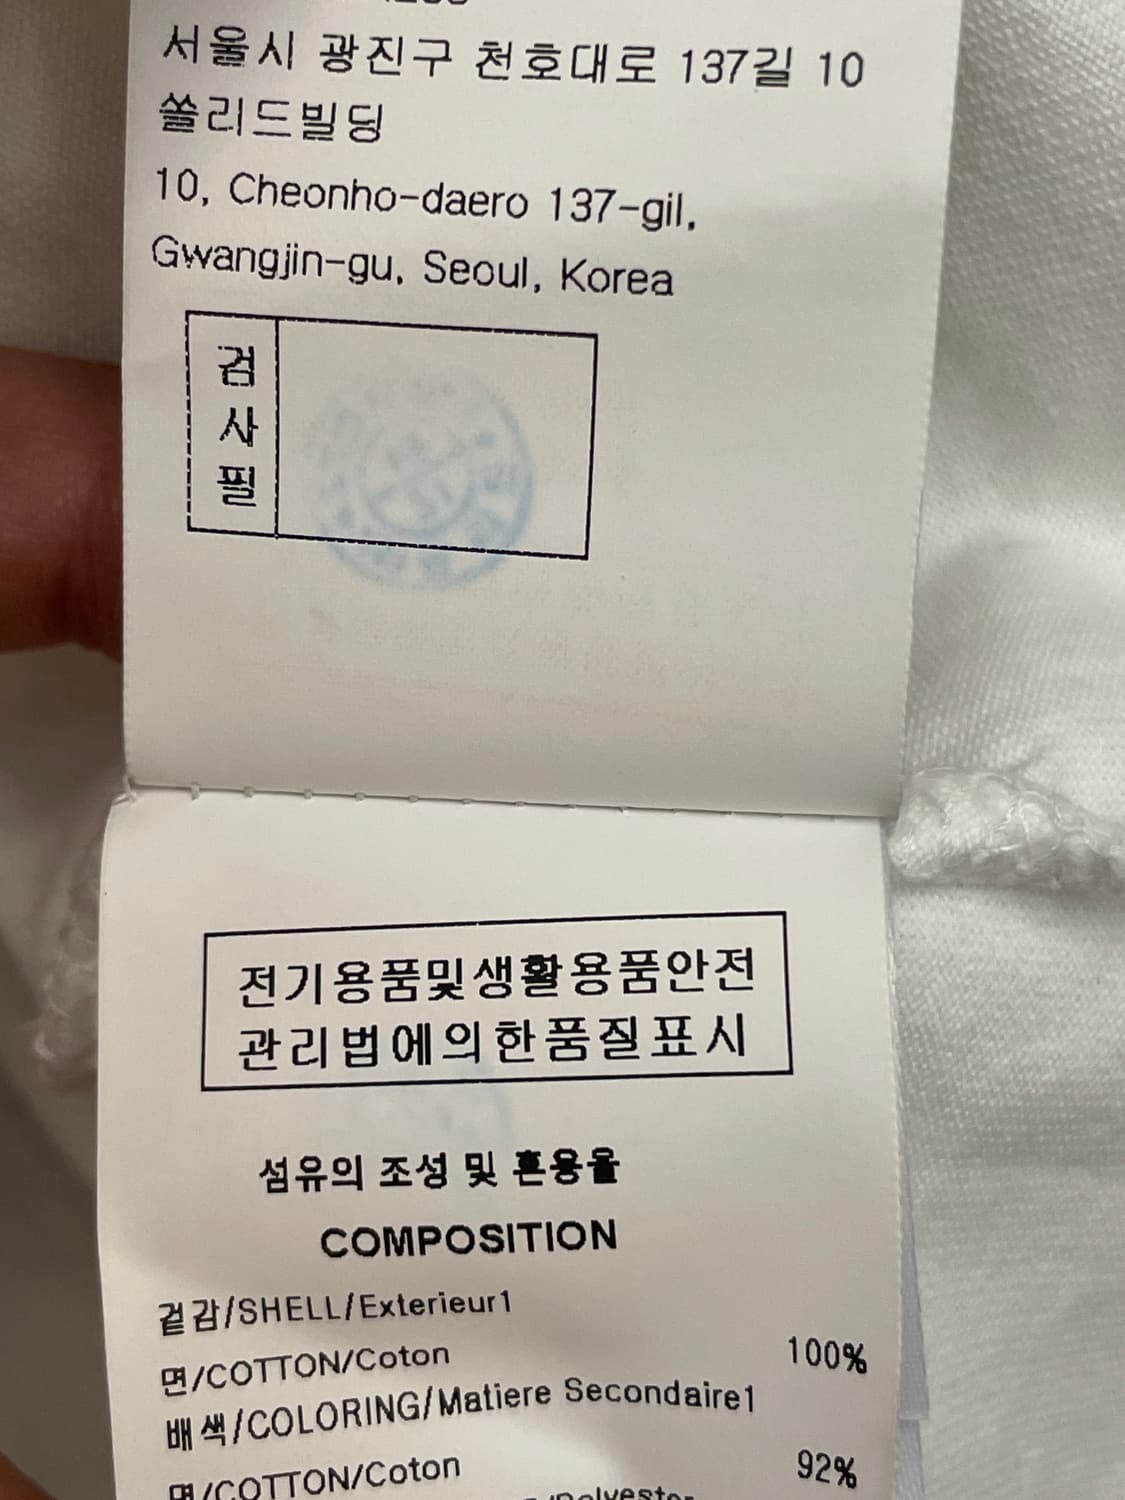 서울시 광진구 천호대로 137길 10
쏠리드빌딩
10, Cheonho-daero 137-gil,
Gwangjin-gu, Seoul, Korea
검사필
전기용품및생활용품안전
관리법에의한품질표시
섬유의 조성 및 혼용율
COMPOSITION
겉감/SHELL/Exterieur1
면/COTTON/Coton 100%
배색/COLORING/Matiere Secondaire1
면/COTTON/Coton 92%